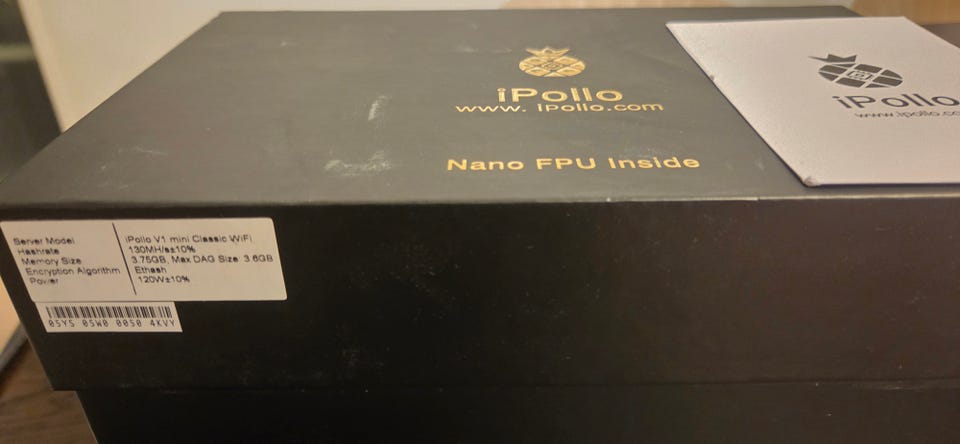 iPollo
www. iPollo.com
Nano FPU Inside
iPollo
www.ipollo.co
Server Model iPollo V1 mini Classic WiFi
Hashrate 130MH/s±10%
Memory Size 3.75GB, Max DAG Size 3.6GB
Encryption Algorithm Ethash
Power 120W±10%
05Y5 05W0 0050 4KVY